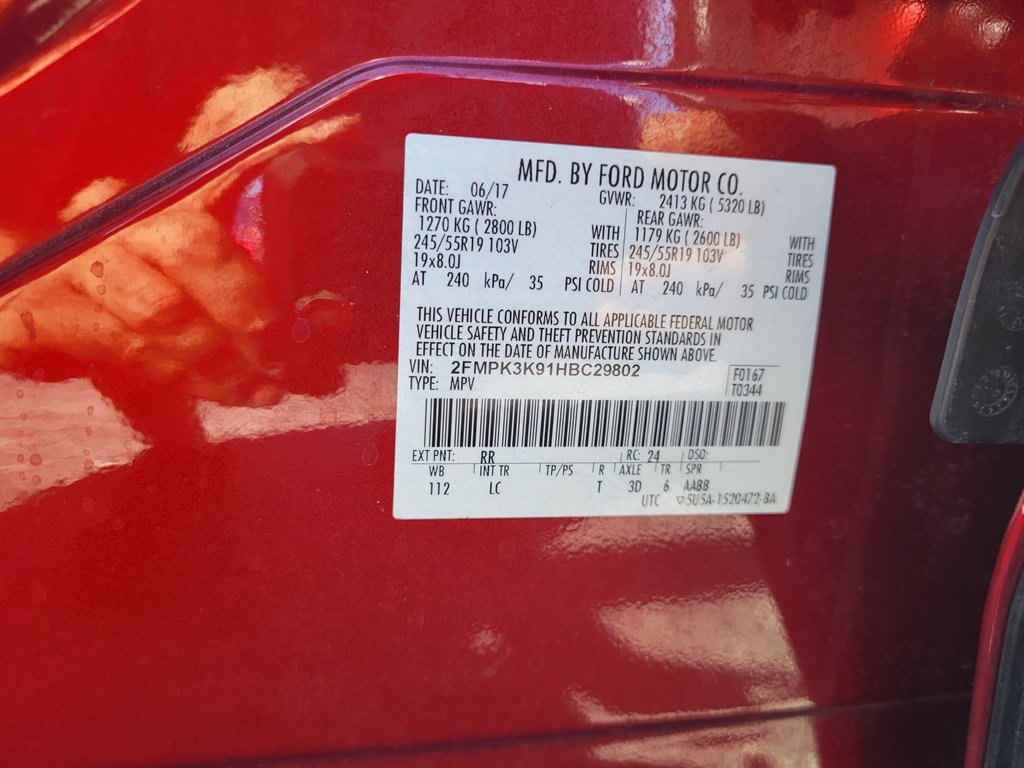 MFD. BY FORD MOTOR CO.
DATE: 06/17 GVWR: 2413 KG ( 5320 LB)
FRONT GAWR: REAR GAWR:
1270 KG ( 2800 LB) WITH 1179 KG ( 2600 LB) WITH
245/55R19 103V TIRES 245/55R19 103V TIRES
19x8.0J RIMS 19x8.0J RIMS
AT 240 kPa/ 35 PSI COLD AT 240 kPa/ 35 PSI COLD
THIS VEHICLE CONFORMS TO ALL APPLICABLE FEDERAL MOTOR
VEHICLE SAFETY AND THEFT PREVENTION STANDARDS IN
EFFECT ON THE DATE OF MANUFACTURE SHOWN ABOVE.
VIN: 2FMPK3K91HBC29802 F0167
TYPE: MPV T0344
EXT PNT: RR RC: 24 DSO:
WB INT TR TP/PS R AXLE TR SPR
112 LC T 3D 6 AABB
UTC ▽5U5A-1520472-BA